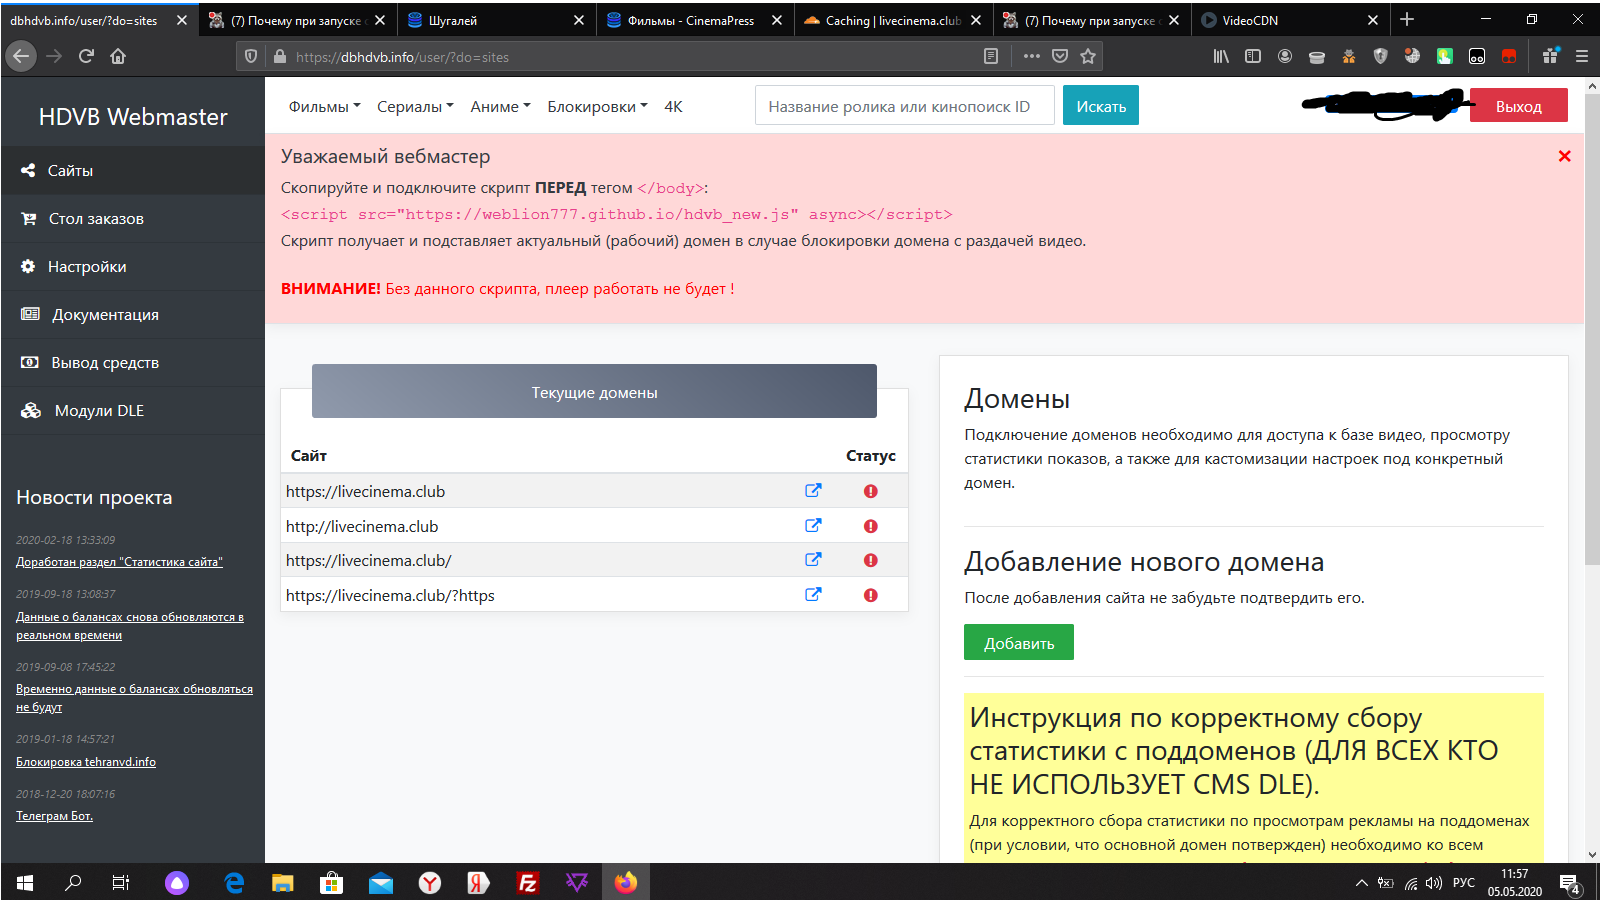 dbhdvb.info/user/?do=sites
(7) Почему при запуске с
Шугалей
Фильмы - CinemaPress
Caching | livecinema.club
(7) Почему при запуске с
VideoCDN
https://dbhdvb.info/user/?do=sites
HDVB Webmaster
Фильмы
Сериалы
Аниме
Блокировки
4K
Название ролика или кинопоиск ID
Искать
Выход
Сайты
Стол заказов
Настройки
Документация
Вывод средств
Модули DLE
Новости проекта
2020-02-18 13:33:09
Доработан раздел "Статистика сайта"
2019-09-18 13:08:37
Данные о балансах снова обновляются в
реальном времени
2019-09-08 17:45:22
Временно данные о балансах обновляться
не будут
2019-01-18 14:57:21
Блокировка tehranvd.info
2018-12-20 18:07:16
Телеграм Бот.
Уважаемый вебмастер
Скопируйте и подключите скрипт ПЕРЕД тегом </body>:
<script src="https://weblion777.github.io/hdvb_new.js" async></script>
Скрипт получает и подставляет актуальный (рабочий) домен в случае блокировки домена с раздачей видео.
ВНИМАНИЕ! Без данного скрипта, плеер работать не будет !
Текущие домены
Сайт Статус
https://livecinema.club
http://livecinema.club
https://livecinema.club/
https://livecinema.club/?https
Домены
Подключение доменов необходимо для доступа к базе видео, просмотру
статистики показов, а также для кастомизации настроек под конкретный
домен.
Добавление нового домена
После добавления сайта не забудьте подтвердить его.
Добавить
Инструкция по корректному сбору
статистики с поддоменов (ДЛЯ ВСЕХ КТО
НЕ ИСПОЛЬЗУЕТ CMS DLE).
Для корректного сбора статистики по просмотрам рекламы на поддоменах
(при условии, что основной домен потвержден) необходимо ко всем
РУС
11:57
05.05.2020
4